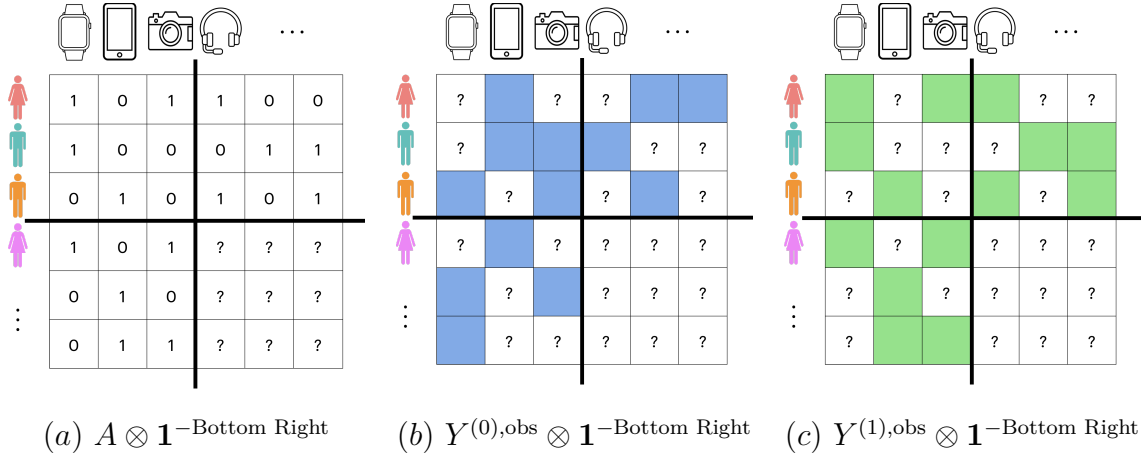 ... ... ...
1 0 1 1 0 0
1 0 0 0 1 1
0 1 0 1 0 1
1 0 1 ? ? ?
0 1 0 ? ? ?
0 1 1 ? ? ?
⋮
(a) A ⊗ 1^{−Bottom Right}
? ? ?
? ? ?
? ? ?
? ? ? ? ?
? ? ? ?
? ? ? ? ?
⋮
(b) Y^{(0),obs} ⊗ 1^{−Bottom Right}
? ? ?
? ? ?
? ? ?
? ? ? ?
? ? ? ? ?
? ? ? ?
⋮
(c) Y^{(1),obs} ⊗ 1^{−Bottom Right}